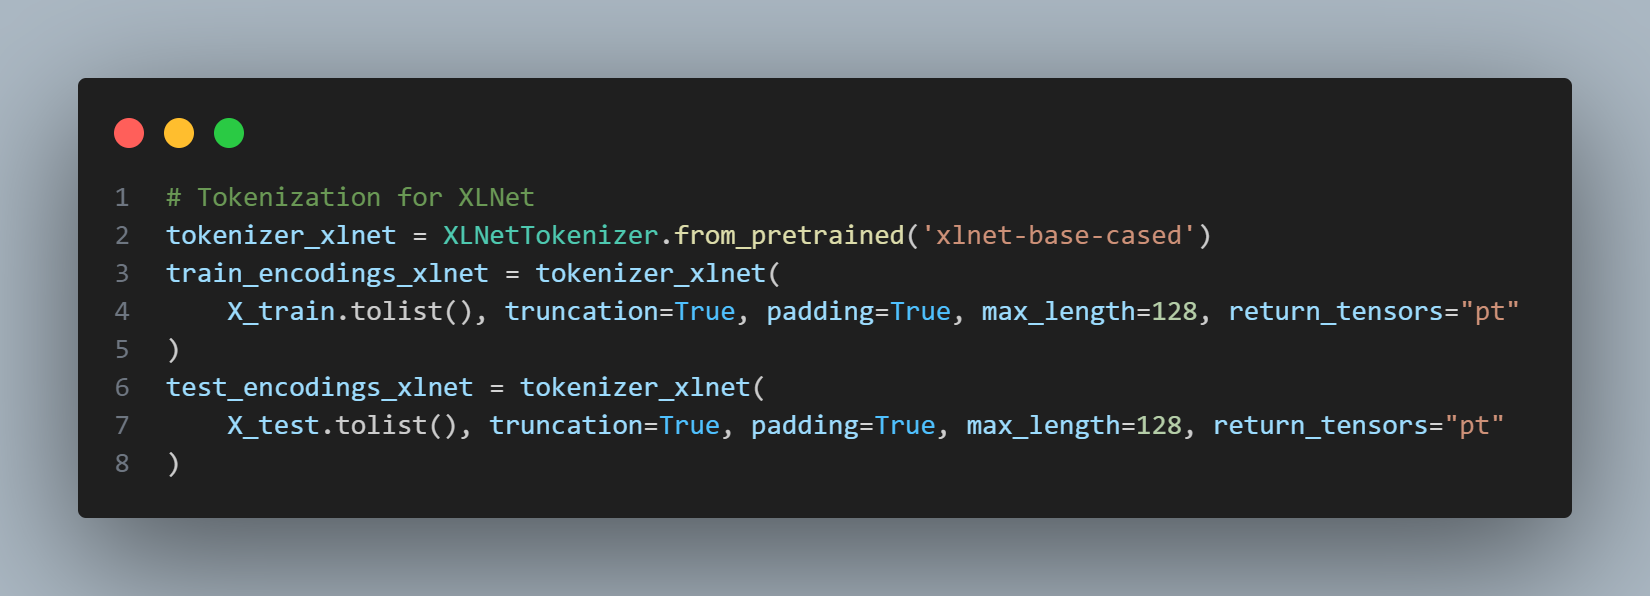 1 # Tokenization for XLNet
2 tokenizer_xlnet = XLNetTokenizer.from_pretrained('xlnet-base-cased')
3 train_encodings_xlnet = tokenizer_xlnet(
4     X_train.tolist(), truncation=True, padding=True, max_length=128, return_tensors="pt"
5 )
6 test_encodings_xlnet = tokenizer_xlnet(
7     X_test.tolist(), truncation=True, padding=True, max_length=128, return_tensors="pt"
8 )